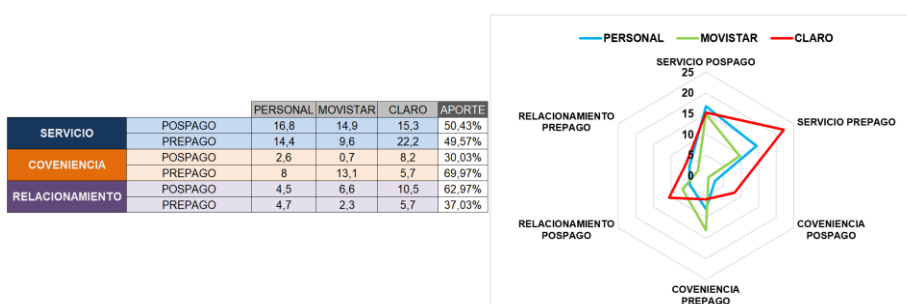 PERSONAL MOVISTAR CLARO APORTE
SERVICIO
POSPAGO 16,8 14,9 15,3 50,43%
PREPAGO 14,4 9,6 22,2 49,57%
COVENIENCIA
POSPAGO 2,6 0,7 8,2 30,03%
PREPAGO 8 13,1 5,7 69,97%
RELACIONAMIENTO
POSPAGO 4,5 6,6 10,5 62,97%
PREPAGO 4,7 2,3 5,7 37,03%
PERSONAL MOVISTAR CLARO
SERVICIO POSPAGO
25
20
15
10
5
0
SERVICIO PREPAGO
COVENIENCIA
POSPAGO
COVENIENCIA
PREPAGO
RELACIONAMIENTO
POSPAGO
RELACIONAMIENTO
PREPAGO